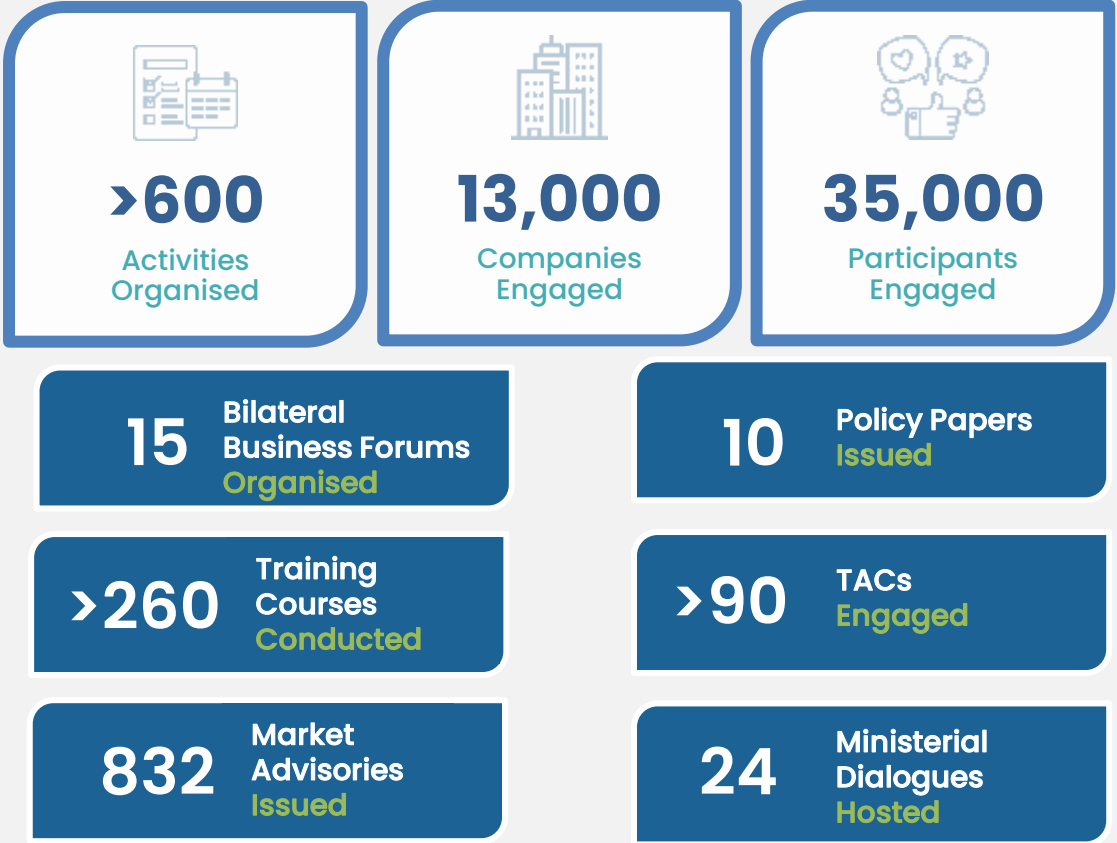 >600
Activities
Organised
13,000
Companies
Engaged
35,000
Participants
Engaged
15
Bilateral
Business Forums
Organised
10
Policy Papers
Issued
>260
Training
Courses
Conducted
>90
TACs
Engaged
832
Market
Advisories
Issued
24
Ministerial
Dialogues
Hosted